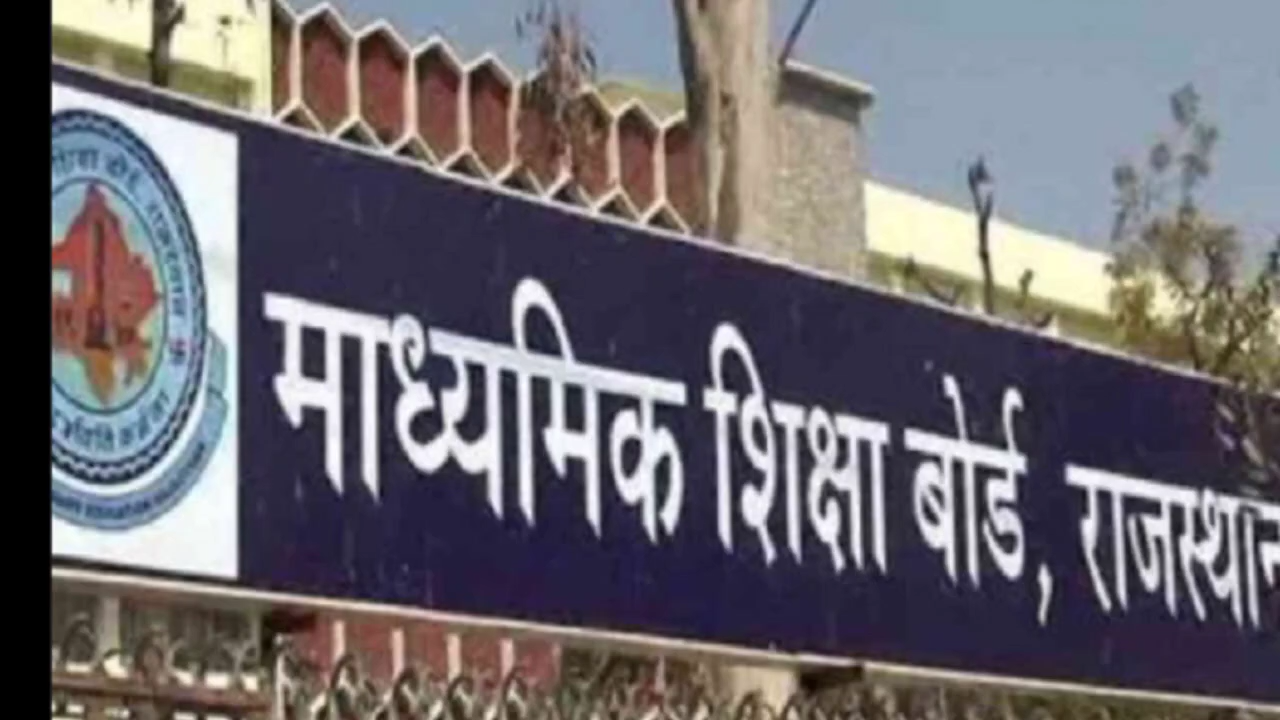 माध्यमिक शिक्षा बोर्ड, राजस्थान